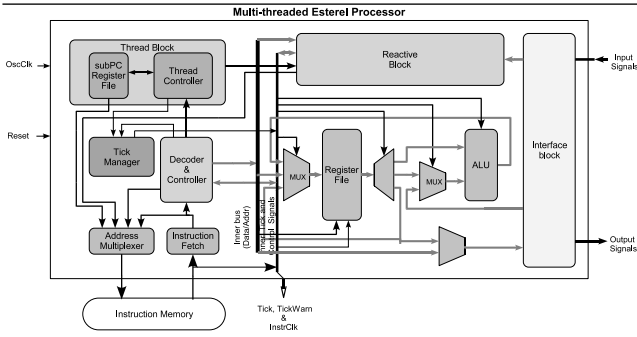 Multi-threaded Esterel Processor
OscClk
Reset
Thread Block
subPC
Register
File
Thread
Controller
Tick
Manager
Decoder
&
Controller
Address
Multiplexer
Instruction
Fetch
Instruction Memory
Inner bus
(Data/Addr)
Inner Tick and
Control Signals
Tick, TickWarn
&
InstrClk
Reactive
Block
MUX
Register
File
MUX
ALU
Interface
block
Input
Signals
Output
Signals